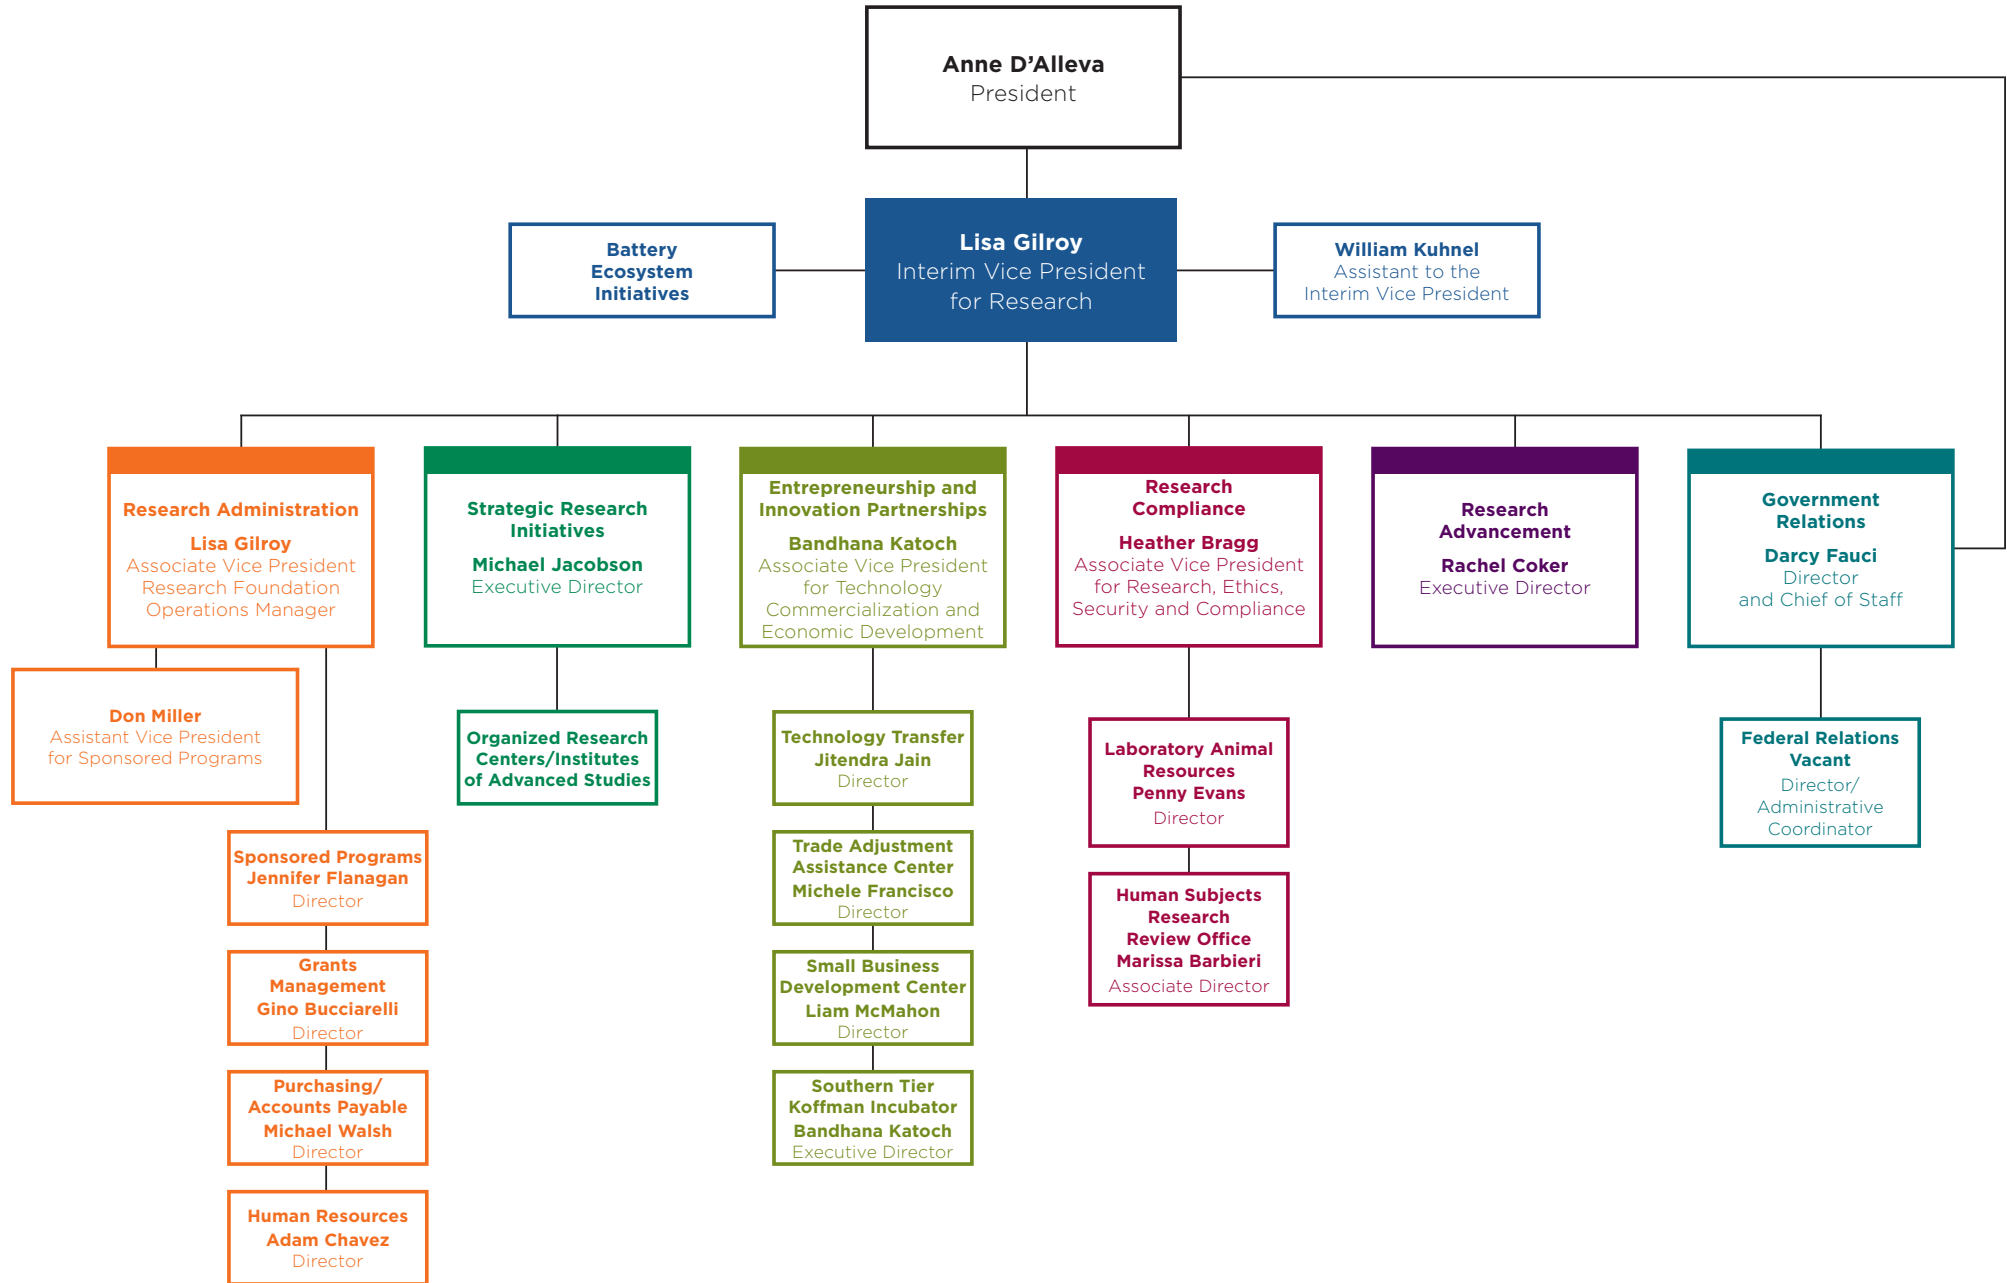 Anne D’Alleva
President
Lisa Gilroy
Interim Vice President
for Research
Battery
Ecosystem
Initiatives
William Kuhnel
Assistant to the
Interim Vice President
Research Administration
Lisa Gilroy
Associate Vice President
Research Foundation
Operations Manager
Don Miller
Assistant Vice President
for Sponsored Programs
Sponsored Programs
Jennifer Flanagan
Director
Grants
Management
Gino Bucciarelli
Director
Purchasing/
Accounts Payable
Michael Walsh
Director
Human Resources
Adam Chavez
Director
Strategic Research
Initiatives
Michael Jacobson
Executive Director
Organized Research
Centers/Institutes
of Advanced Studies
Entrepreneurship and
Innovation Partnerships
Bandhana Katoch
Associate Vice President
for Technology
Commercialization and
Economic Development
Technology Transfer
Jitendra Jain
Director
Trade Adjustment
Assistance Center
Michele Francisco
Director
Small Business
Development Center
Liam McMahon
Director
Southern Tier
Koffman Incubator
Bandhana Katoch
Executive Director
Research
Compliance
Heather Bragg
Associate Vice President
for Research, Ethics,
Security and Compliance
Laboratory Animal
Resources
Penny Evans
Director
Human Subjects
Research
Review Office
Marissa Barbieri
Associate Director
Research
Advancement
Rachel Coker
Executive Director
Government
Relations
Darcy Fauci
Director
and Chief of Staff
Federal Relations
Vacant
Director/
Administrative
Coordinator